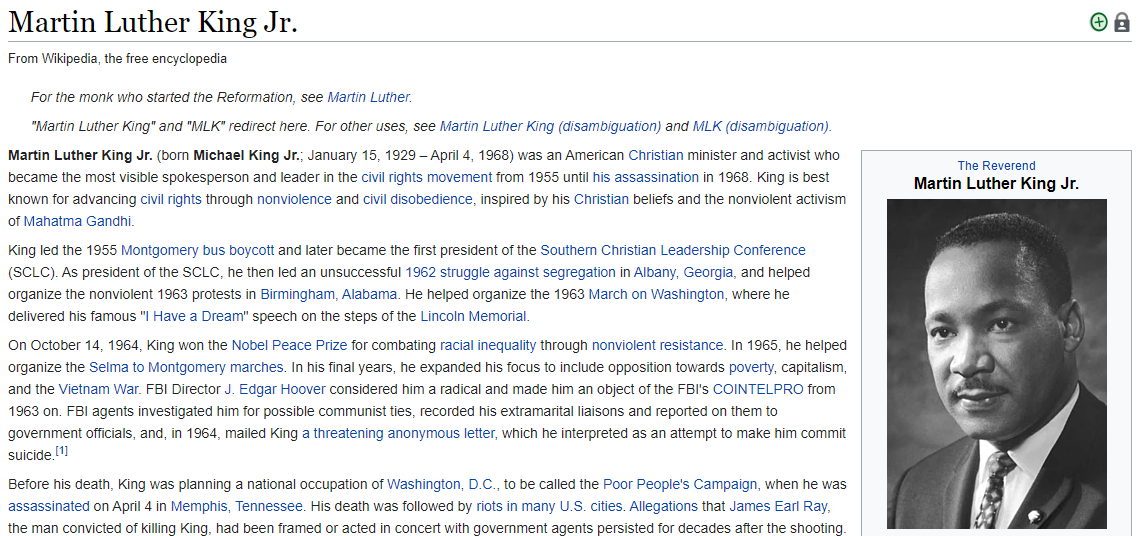 Martin Luther King Jr.
From Wikipedia, the free encyclopedia
For the monk who started the Reformation, see Martin Luther.
"Martin Luther King" and "MLK" redirect here. For other uses, see Martin Luther King (disambiguation) and MLK (disambiguation).
Martin Luther King Jr. (born Michael King Jr.; January 15, 1929 – April 4, 1968) was an American Christian minister and activist who
became the most visible spokesperson and leader in the civil rights movement from 1955 until his assassination in 1968. King is best
known for advancing civil rights through nonviolence and civil disobedience, inspired by his Christian beliefs and the nonviolent activism
of Mahatma Gandhi.
King led the 1955 Montgomery bus boycott and later became the first president of the Southern Christian Leadership Conference
(SCLC). As president of the SCLC, he then led an unsuccessful 1962 struggle against segregation in Albany, Georgia, and helped
organize the nonviolent 1963 protests in Birmingham, Alabama. He helped organize the 1963 March on Washington, where he
delivered his famous "I Have a Dream" speech on the steps of the Lincoln Memorial.
On October 14, 1964, King won the Nobel Peace Prize for combating racial inequality through nonviolent resistance. In 1965, he helped
organize the Selma to Montgomery marches. In his final years, he expanded his focus to include opposition towards poverty, capitalism,
and the Vietnam War. FBI Director J. Edgar Hoover considered him a radical and made him an object of the FBI's COINTELPRO from
1963 on. FBI agents investigated him for possible communist ties, recorded his extramarital liaisons and reported on them to
government officials, and, in 1964, mailed King a threatening anonymous letter, which he interpreted as an attempt to make him commit
suicide.[1]
Before his death, King was planning a national occupation of Washington, D.C., to be called the Poor People's Campaign, when he was
assassinated on April 4 in Memphis, Tennessee. His death was followed by riots in many U.S. cities. Allegations that James Earl Ray,
the man convicted of killing King, had been framed or acted in concert with government agents persisted for decades after the shooting.
The Reverend
Martin Luther King Jr.